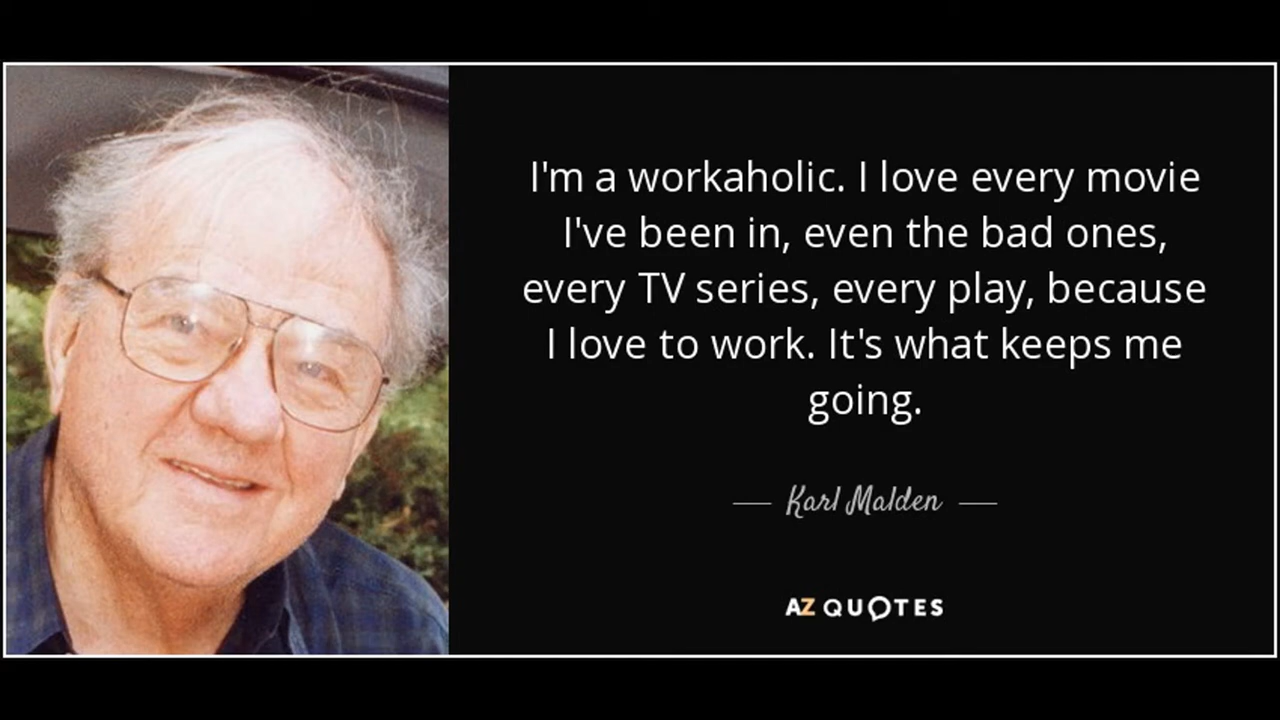 I'm a workaholic. I love every movie
I've been in, even the bad ones,
every TV series, every play, because
I love to work. It's what keeps me
going.
Karl Malden
AZ QUOTES